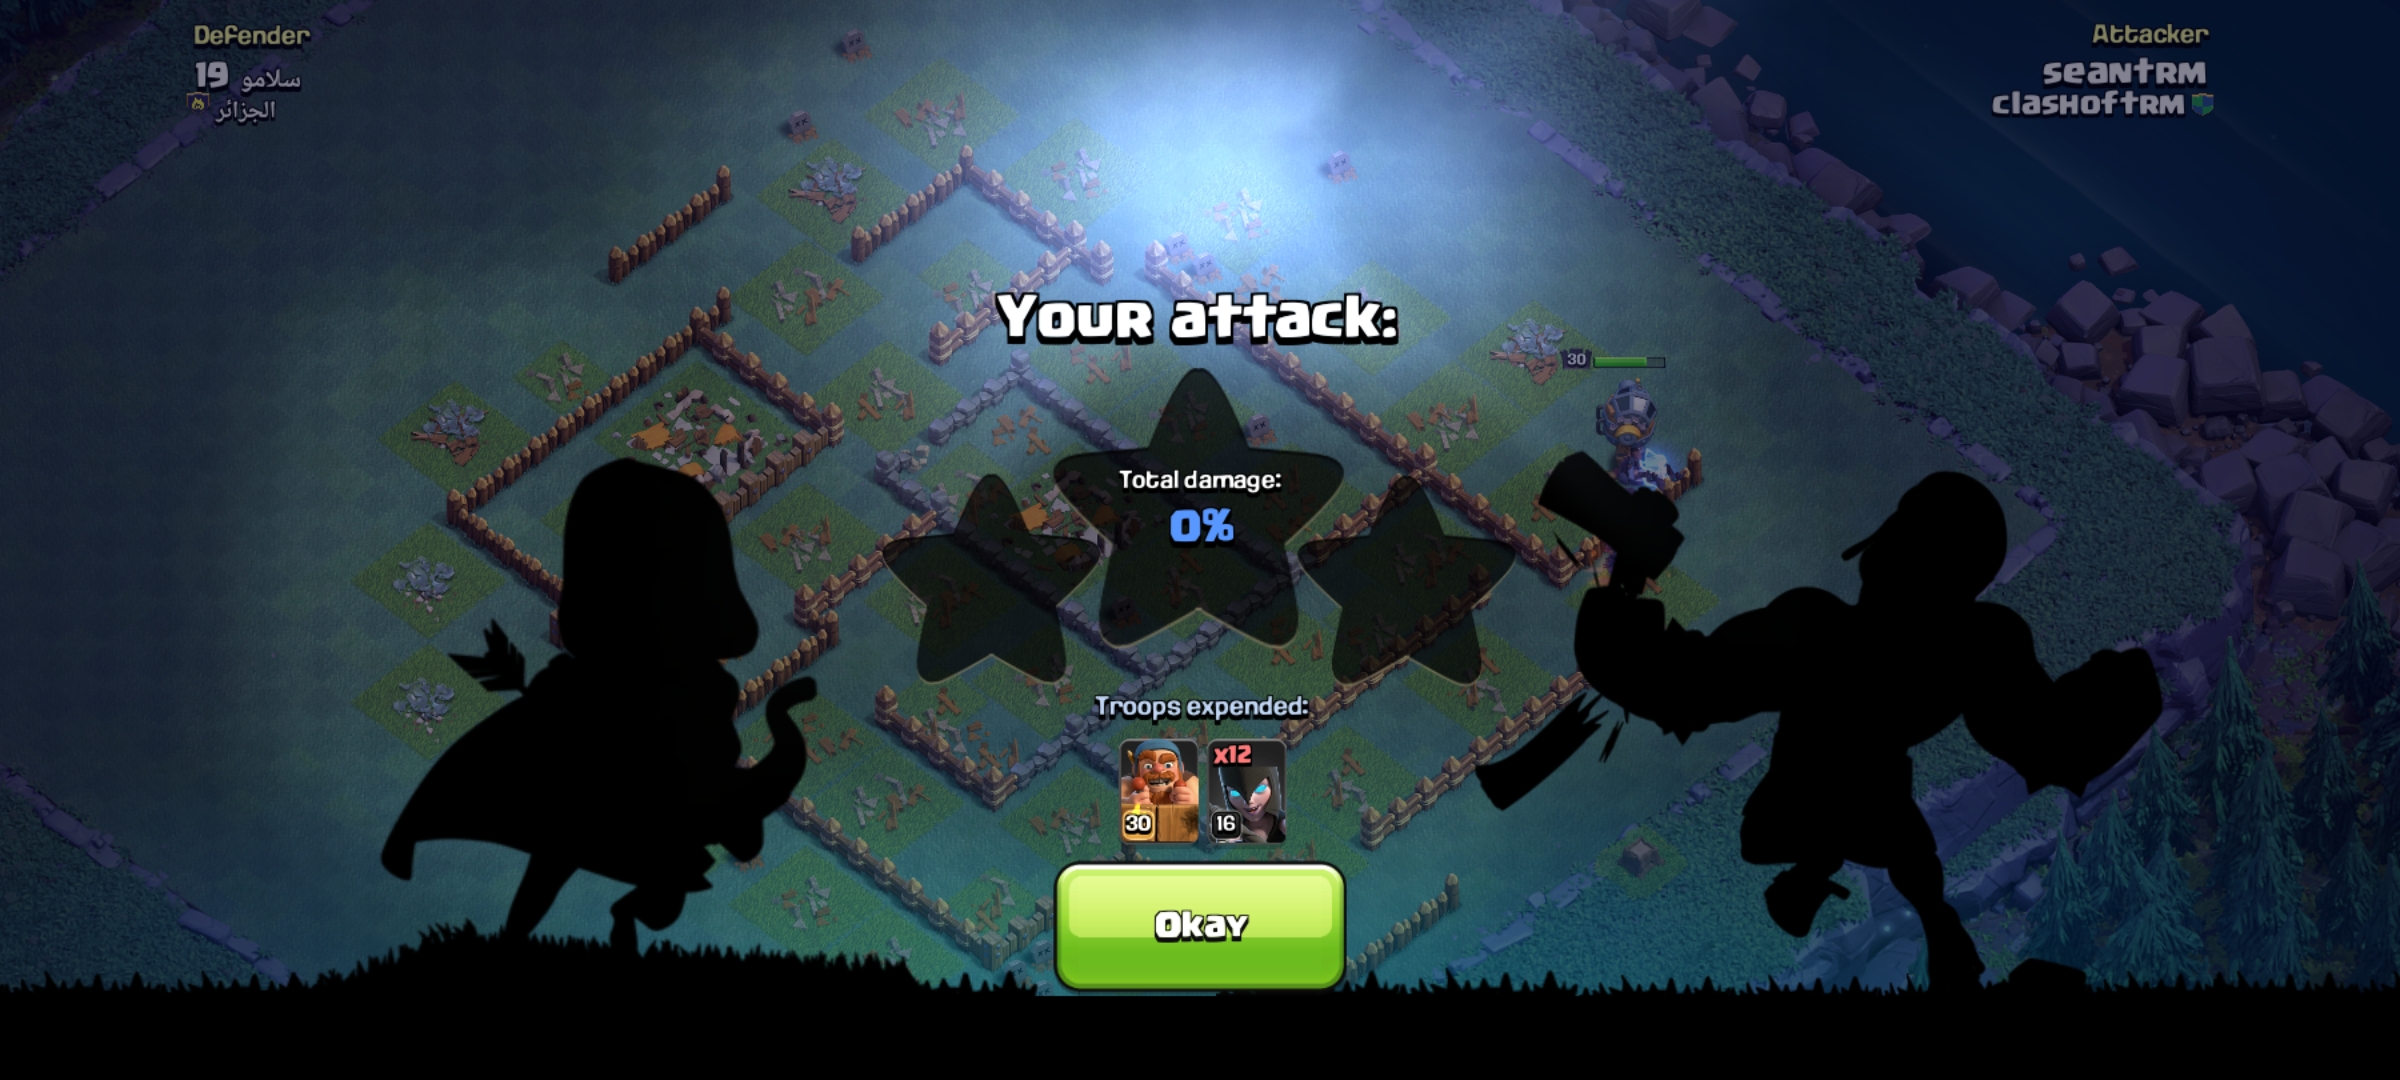 Defender
سلامو 19
الجزائر
Attacker
seantrm
clashoftrm
30
Your attack:
Total damage:
0%
Troops expended:
x12
30
16
Okay